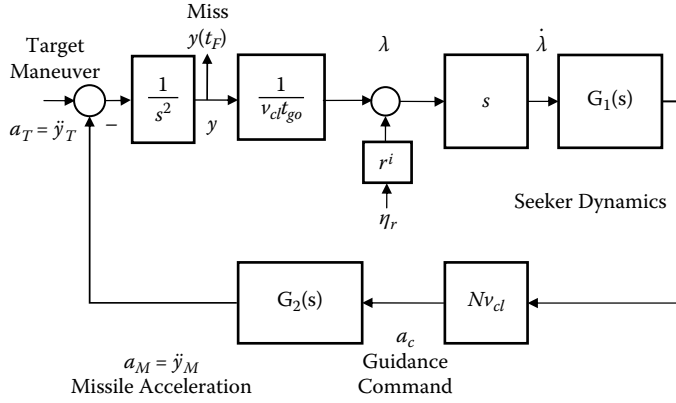 Miss
y(t_F)
Target
Maneuver
λ
λ̇
1/s²
1/(v_cl t_go)
s
G₁(s)
a_T = ÿ_T
−
y
rⁱ
η_r
Seeker Dynamics
G₂(s)
Nv_cl
a_c
Guidance
Command
a_M = ÿ_M
Missile Acceleration